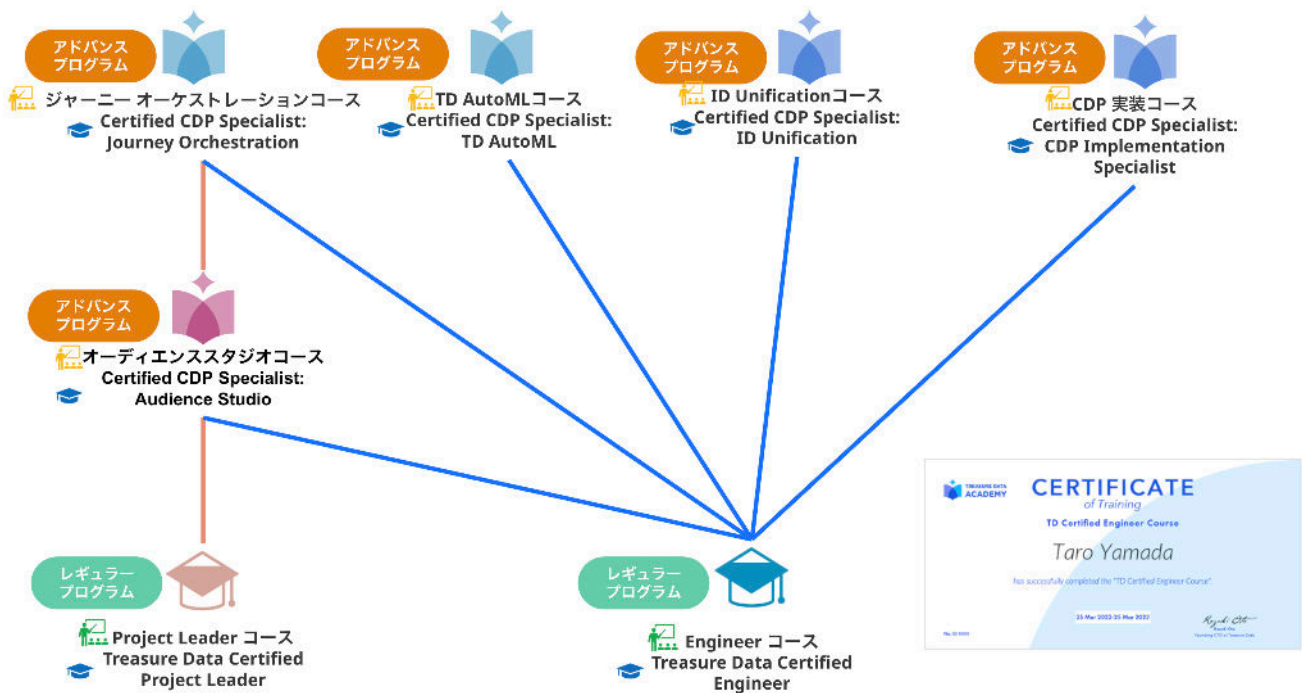 アドバンス
プログラム
ジャーニー オーケストレーションコース
Certified CDP Specialist:
Journey Orchestration
アドバンス
プログラム
TD AutoMLコース
Certified CDP Specialist:
TD AutoML
アドバンス
プログラム
ID Unificationコース
Certified CDP Specialist:
ID Unification
アドバンス
プログラム
CDP 実装コース
Certified CDP Specialist:
CDP Implementation
Specialist
アドバンス
プログラム
オーディエンススタジオコース
Certified CDP Specialist:
Audience Studio
レギュラー
プログラム
Project Leader コース
Treasure Data Certified
Project Leader
レギュラー
プログラム
Engineer コース
Treasure Data Certified
Engineer
TREASURE DATA
ACADEMY
CERTIFICATE
of Training
TD Certified Engineer Course
Taro Yamada
has successfully completed the "TD Certified Engineer Course".